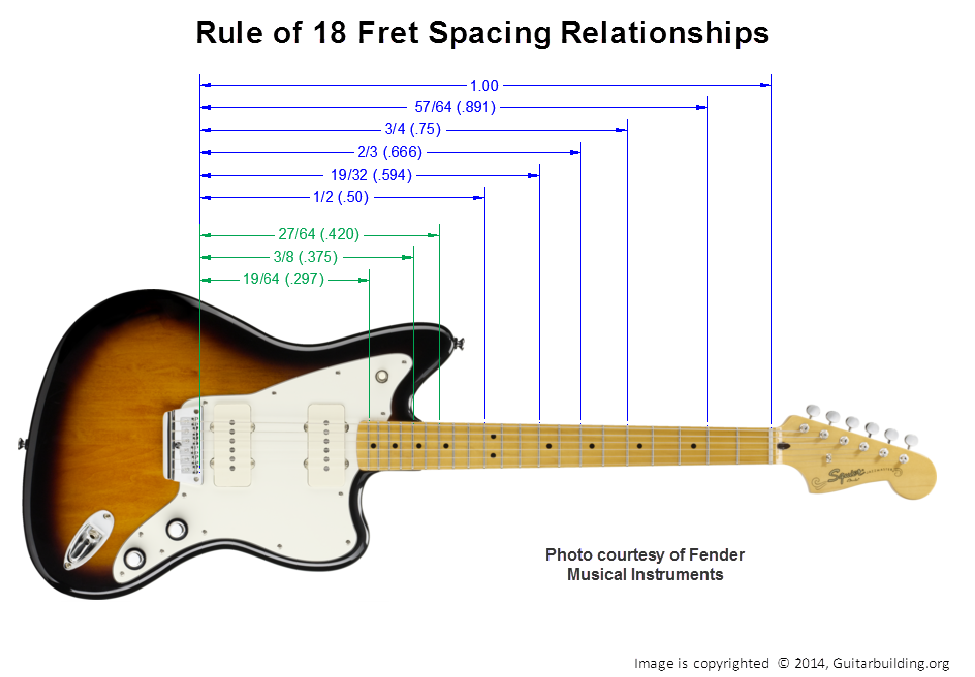 Rule of 18 Fret Spacing Relationships
1.00
57/64 (.891)
3/4 (.75)
2/3 (.666)
19/32 (.594)
1/2 (.50)
27/64 (.420)
3/8 (.375)
19/64 (.297)
Squier
Photo courtesy of Fender
Musical Instruments
Image is copyrighted © 2014, Guitarbuilding.org